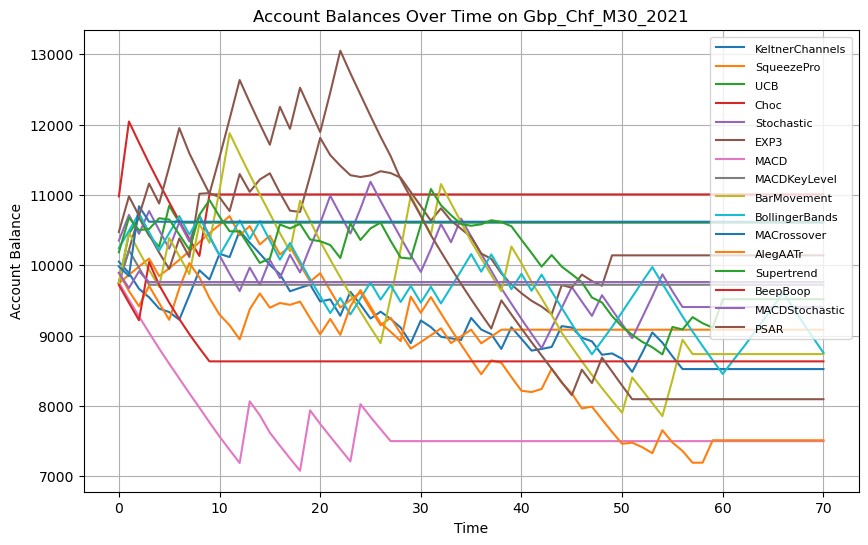 Account Balances Over Time on Gbp_Chf_M30_2021
13000
12000
11000
10000
9000
8000
7000
Account Balance
0
10
20
30
40
50
60
70
Time
KeltnerChannels
SqueezePro
UCB
Choc
Stochastic
EXP3
MACD
MACDKeyLevel
BarMovement
BollingerBands
MACrossover
AlegAATr
Supertrend
BeepBoop
MACDStochastic
PSAR